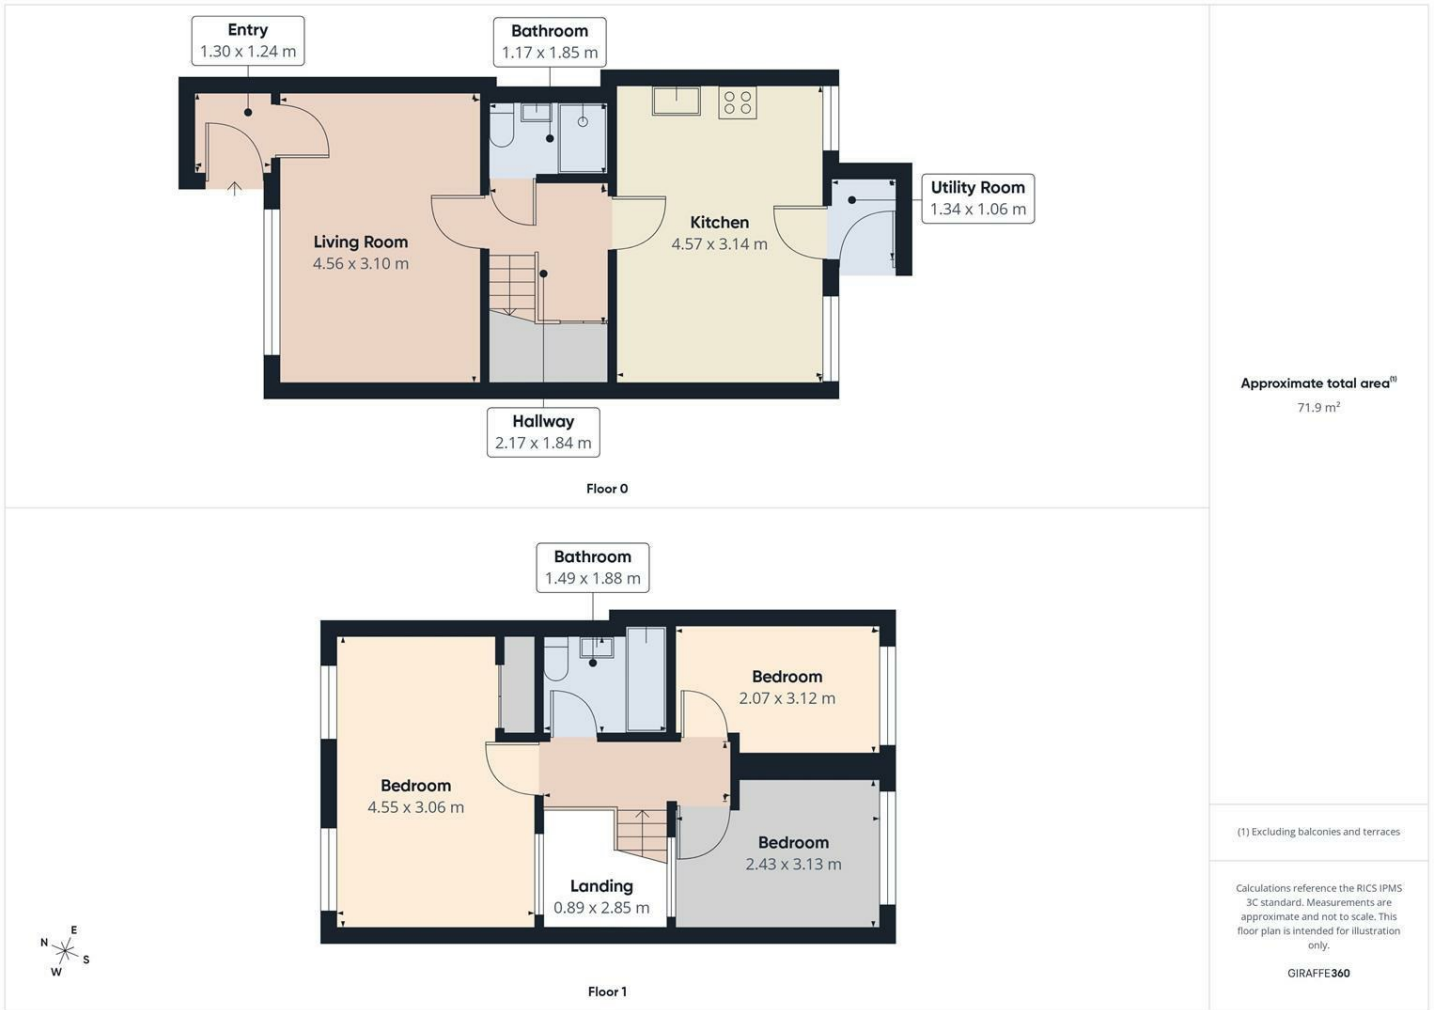 Entry
1.30 x 1.24 m
Bathroom
1.17 x 1.85 m
Utility Room
1.34 x 1.06 m
Kitchen
4.57 x 3.14 m
Living Room
4.56 x 3.10 m
Hallway
2.17 x 1.84 m
Floor 0
Bathroom
1.49 x 1.88 m
Bedroom
2.07 x 3.12 m
Bedroom
4.55 x 3.06 m
Bedroom
2.43 x 3.13 m
Landing
0.89 x 2.85 m
Floor 1
E
N
S
W
Approximate total area(1)
71.9 m²
(1) Excluding balconies and terraces
Calculations reference the RICS IPMS
3C standard. Measurements are
approximate and not to scale. This
floor plan is intended for illustration
only.
GIRAFFE360